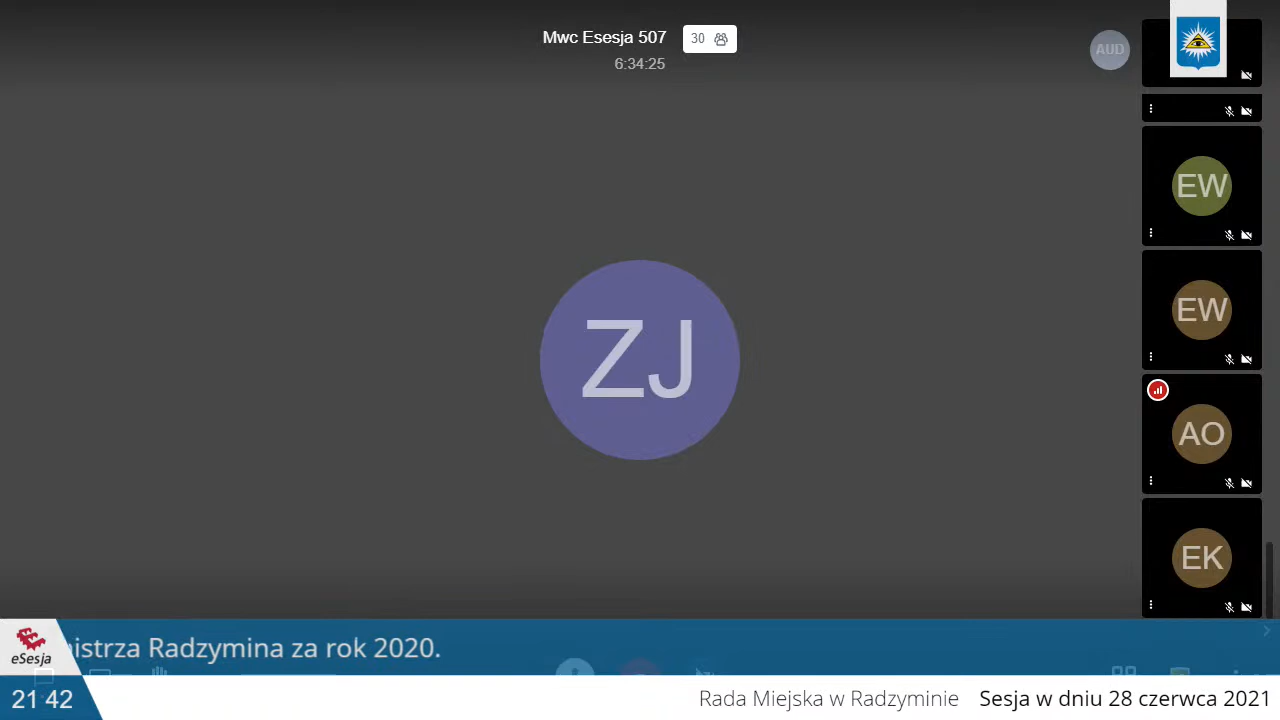 Mwc Esesja 507
30
6:34:25
AUD
EW
EW
ZJ
AO
EK
Radzymina za rok 2020.
eSesja
21 42
Rada Miejska w Radzyminie Sesja w dniu 28 czerwca 2021